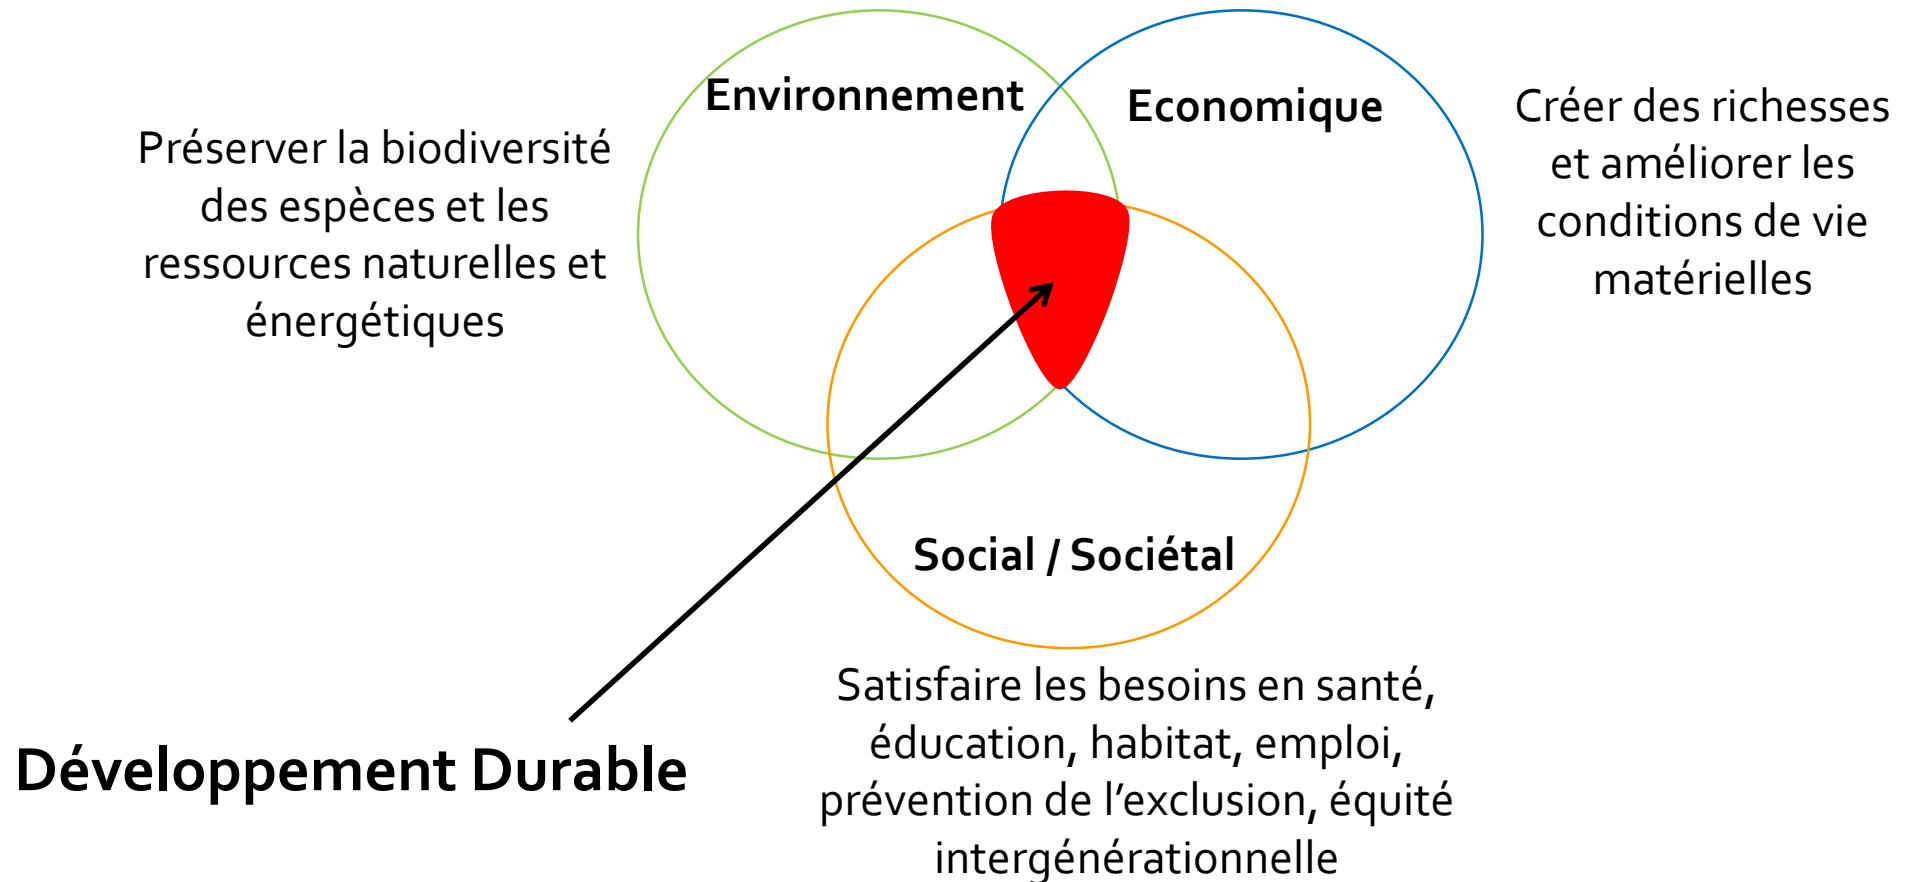 Environnement
Economique
Préserver la biodiversité
des espèces et les
ressources naturelles et
énergétiques
Créer des richesses
et améliorer les
conditions de vie
matérielles
Social / Sociétal
Satisfaire les besoins en santé,
éducation, habitat, emploi,
prévention de l’exclusion, équité
intergénérationnelle
Développement Durable